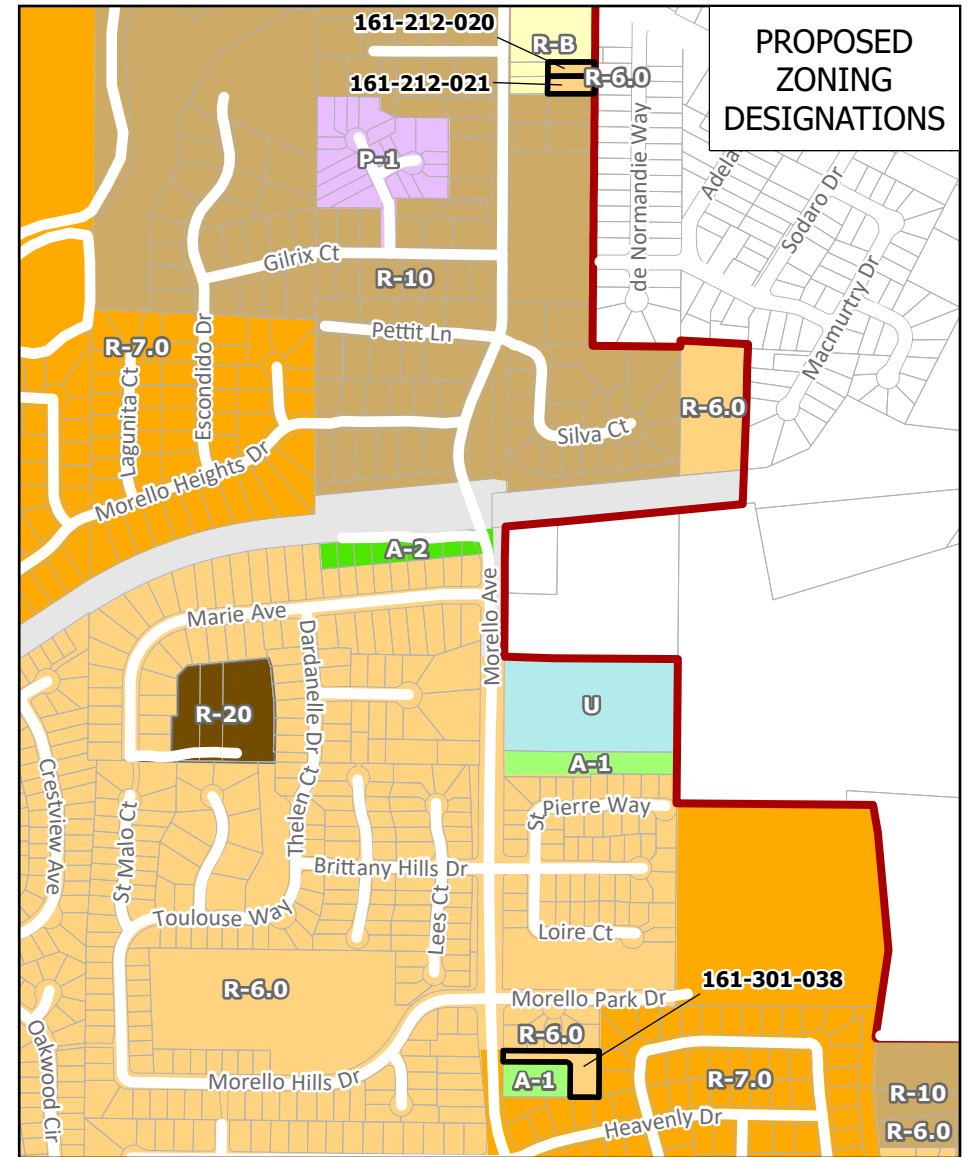 PROPOSED
ZONING
DESIGNATIONS
161-212-020
R-B
161-212-021
R-6.0
de Normandie Way
Adela
Sodaro Dr
Macmurtry Dr
P-1
Gilrix Ct
R-10
Pettit Ln
R-7.0
Lagunita Ct
Escondido Dr
R-6.0
Silva Ct
Morello Heights Dr
A-2
Morello Ave
Marie Ave
Dardanelle Dr
R-20
U
A-1
Crestview Ave
St Malo Ct
Thelen Ct
St Pierre Way
Brittany Hills Dr
Lees Ct
Toulouse Way
Loire Ct
R-6.0
161-301-038
Morello Park Dr
R-6.0
Oakwood Cir
Morello Hills Dr
A-1
R-7.0
R-10
Heavenly Dr
R-6.0